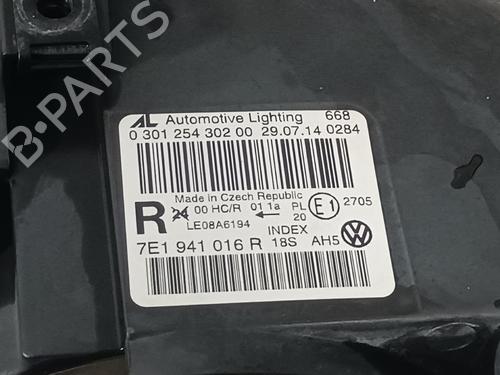 B-PARTS
AL Automotive Lighting 668
0 301 254 302 00 29.07.14 0284
Made in Czech Republic
R 24 00 HC/R 01 1a PL E1 2705
20
LE08A6194 INDEX
7E1 941 016 R 18S AH5